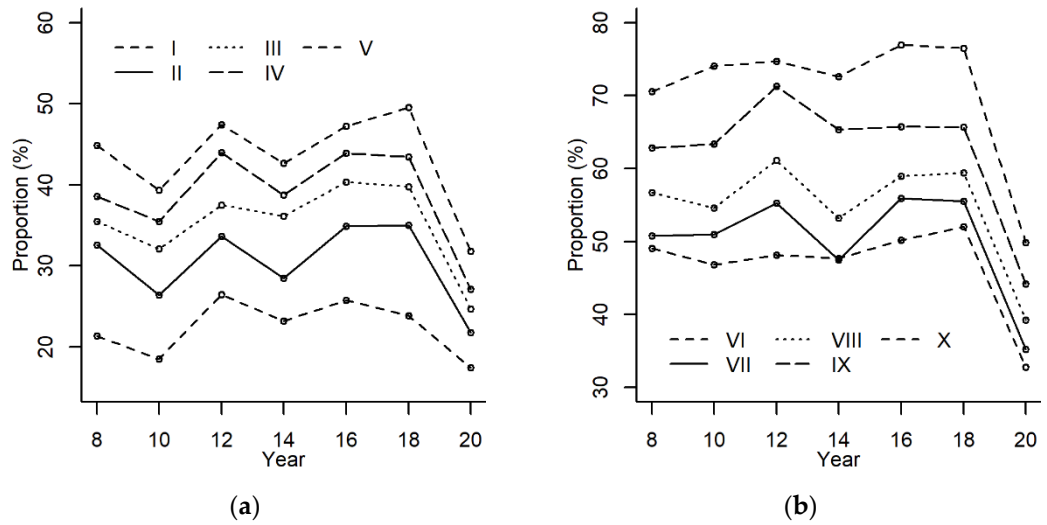 60
50
40
30
20
Proportion (%)
I III V
II IV
8 10 12 14 16 18 20
Year
(a)
80
70
60
50
40
30
Proportion (%)
VI VIII X
VII IX
8 10 12 14 16 18 20
Year
(b)